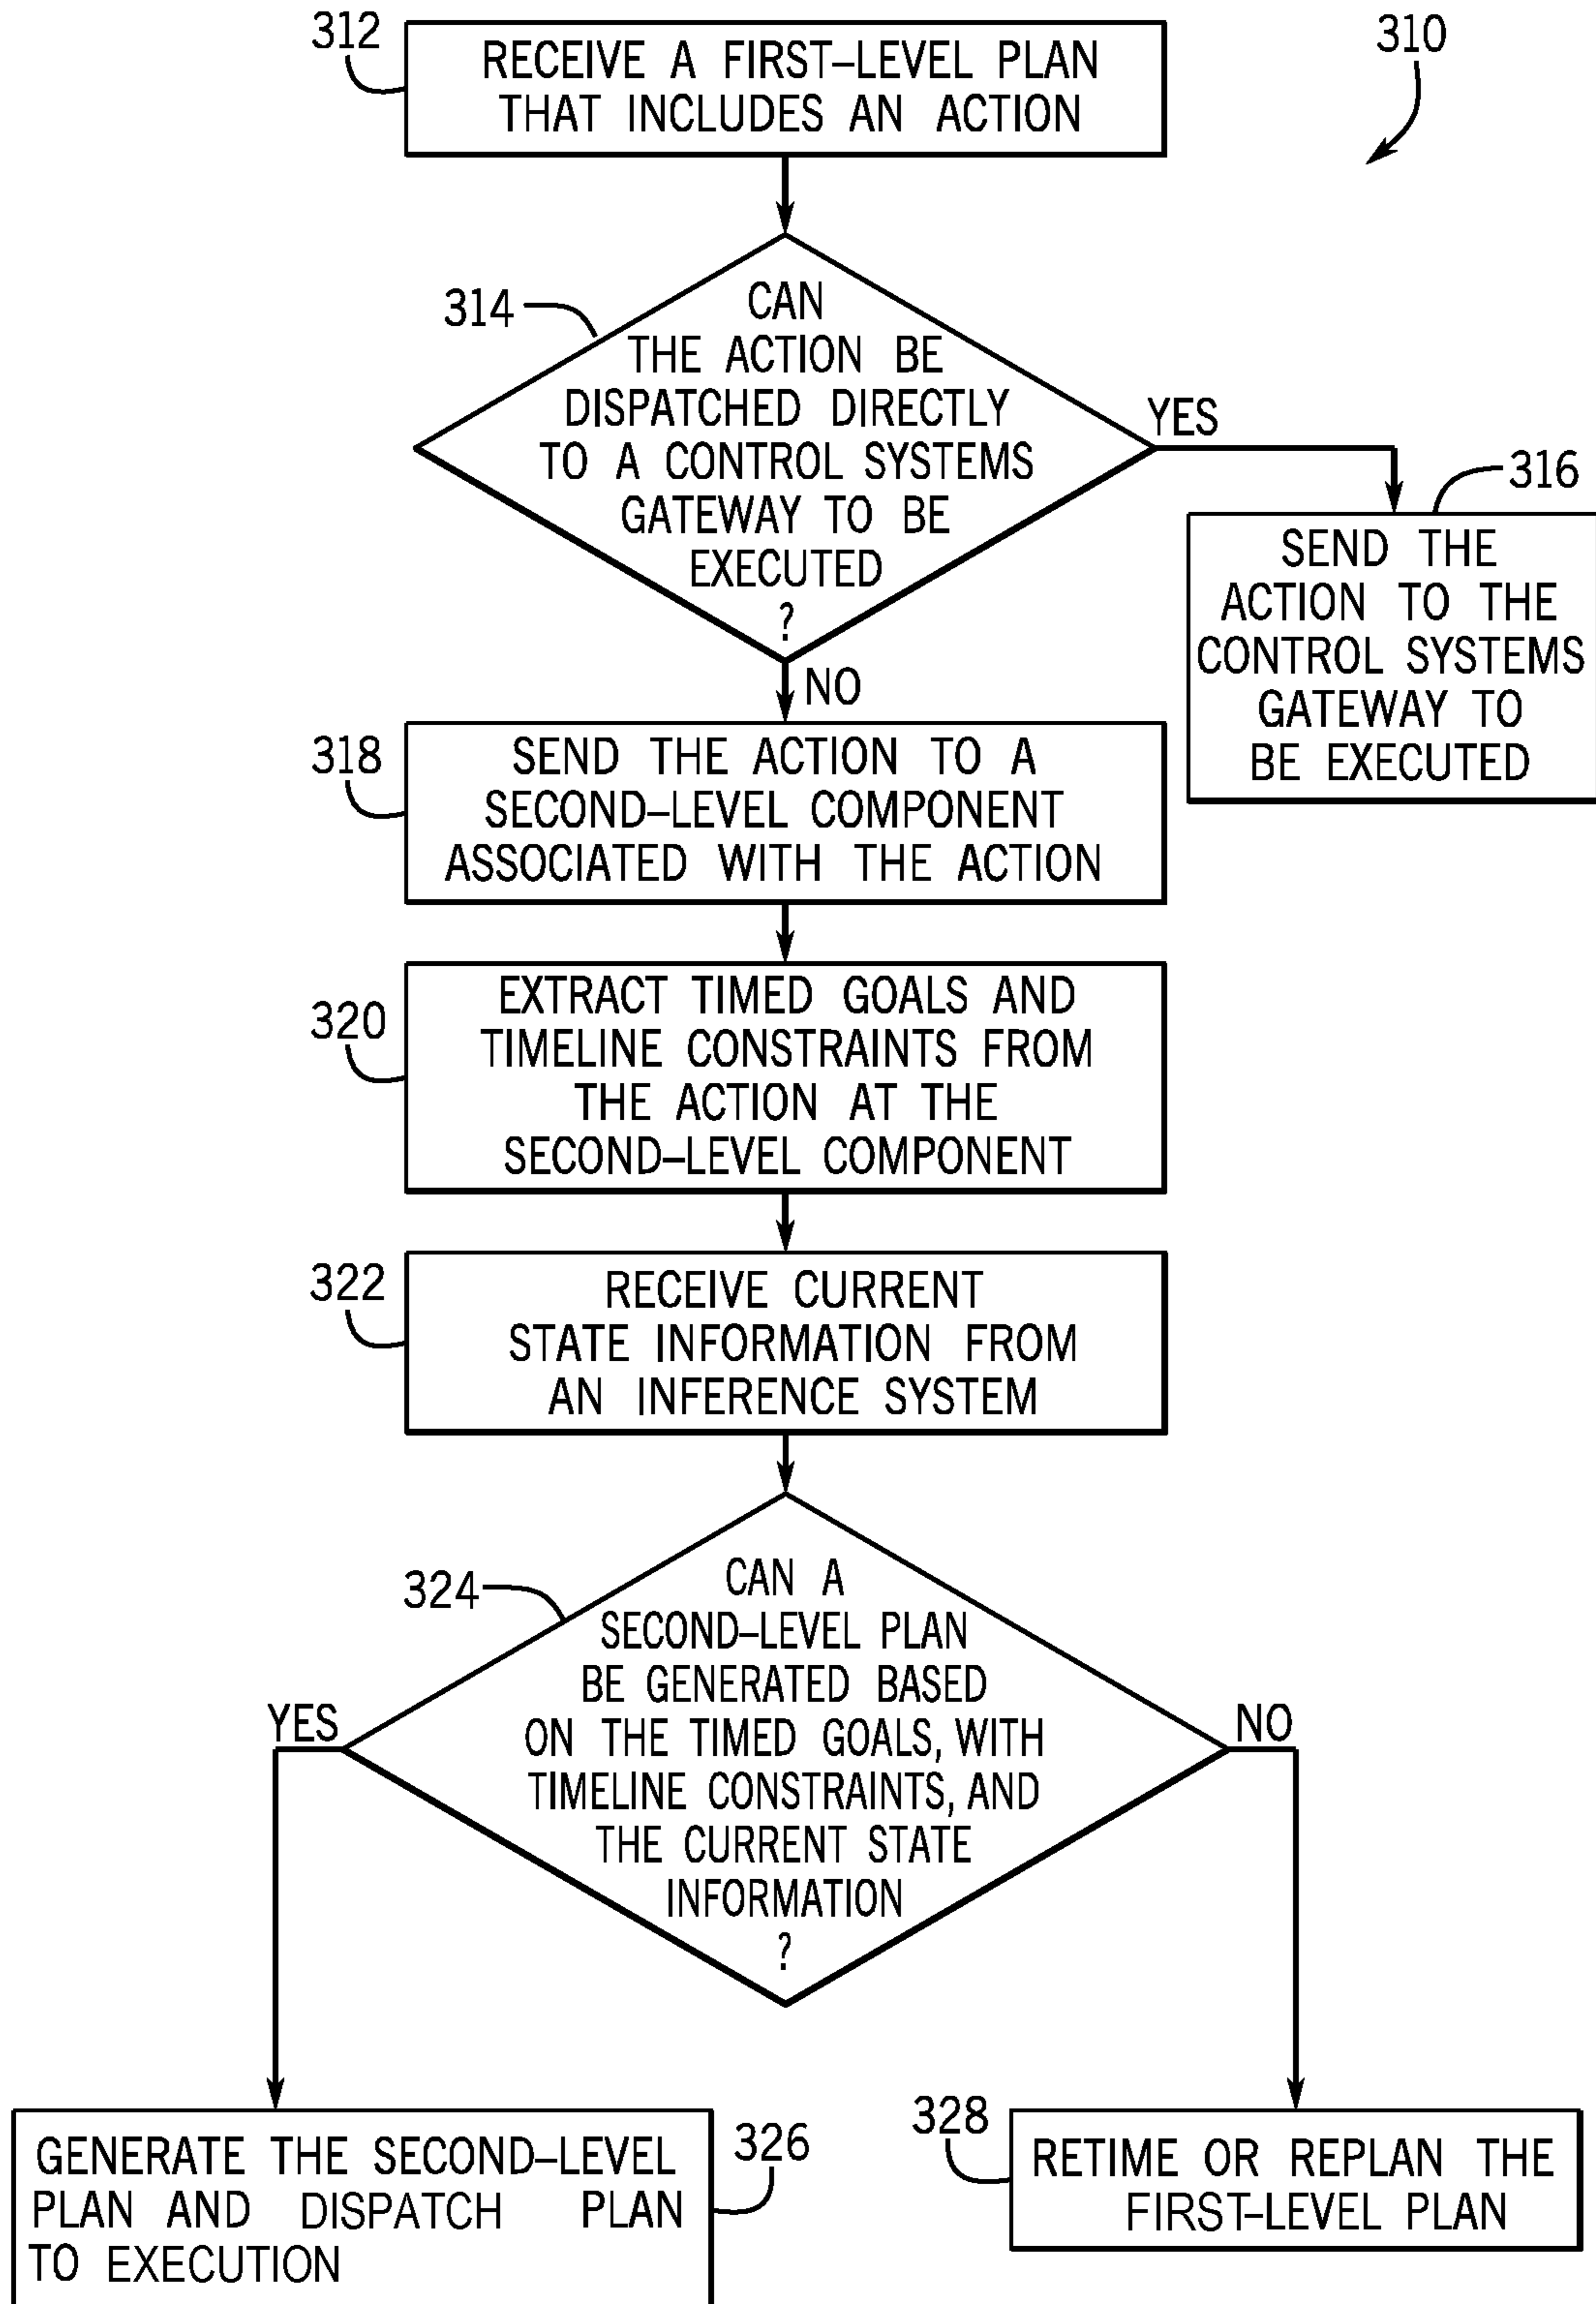 312
RECEIVE A FIRST–LEVEL PLAN
THAT INCLUDES AN ACTION
310
314
CAN
THE ACTION BE
DISPATCHED DIRECTLY
TO A CONTROL SYSTEMS
GATEWAY TO BE
EXECUTED
?
YES
316
SEND THE
ACTION TO THE
CONTROL SYSTEMS
GATEWAY TO
BE EXECUTED
NO
318
SEND THE ACTION TO A
SECOND–LEVEL COMPONENT
ASSOCIATED WITH THE ACTION
320
EXTRACT TIMED GOALS AND
TIMELINE CONSTRAINTS FROM
THE ACTION AT THE
SECOND–LEVEL COMPONENT
322
RECEIVE CURRENT
STATE INFORMATION FROM
AN INFERENCE SYSTEM
324
CAN A
SECOND–LEVEL PLAN
BE GENERATED BASED
ON THE TIMED GOALS, WITH
TIMELINE CONSTRAINTS, AND
THE CURRENT STATE
INFORMATION
?
YES
NO
GENERATE THE SECOND–LEVEL
PLAN AND DISPATCH PLAN
TO EXECUTION
326
328
RETIME OR REPLAN THE
FIRST–LEVEL PLAN